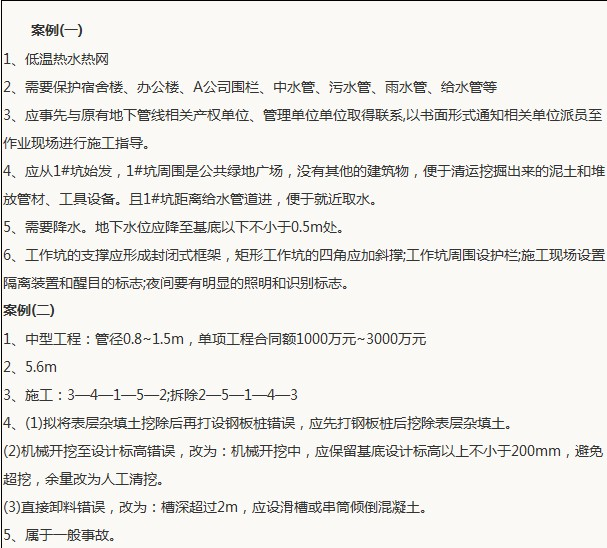 案例(一)
1、低温热水热网
2、需要保护宿舍楼、办公楼、A公司围栏、中水管、污水管、雨水管、给水管等
3、应事先与原有地下管线相关产权单位、管理单位单位取得联系,以书面形式通知相关单位派员至
作业现场进行施工指导。
4、应从1#坑始发，1#坑周围是公共绿地广场，没有其他的建筑物，便于清运挖掘出来的泥土和堆
放管材、工具设备。且1#坑距离给水管道进，便于就近取水。
5、需要降水。地下水位应降至基底以下不小于0.5m处。
6、工作坑的支撑应形成封闭式框架，矩形工作坑的四角应加斜撑;工作坑周围设护栏;施工现场设置
隔离装置和醒目的标志;夜间要有明显的照明和识别标志。
案例(二)
1、中型工程：管径0.8~1.5m，单项工程合同额1000万元~3000万元
2、5.6m
3、施工：3—4—1—5—2;拆除2—5—1—4—3
4、(1)拟将表层杂填土挖除后再打设钢板桩错误，应先打钢板桩后挖除表层杂填土。
(2)机械开挖至设计标高错误，改为：机械开挖中，应保留基底设计标高以上不小于200mm，避免
超挖，余量改为人工清挖。
(3)直接卸料错误，改为：槽深超过2m，应设滑槽或串筒倾倒混凝土。
5、属于一般事故。